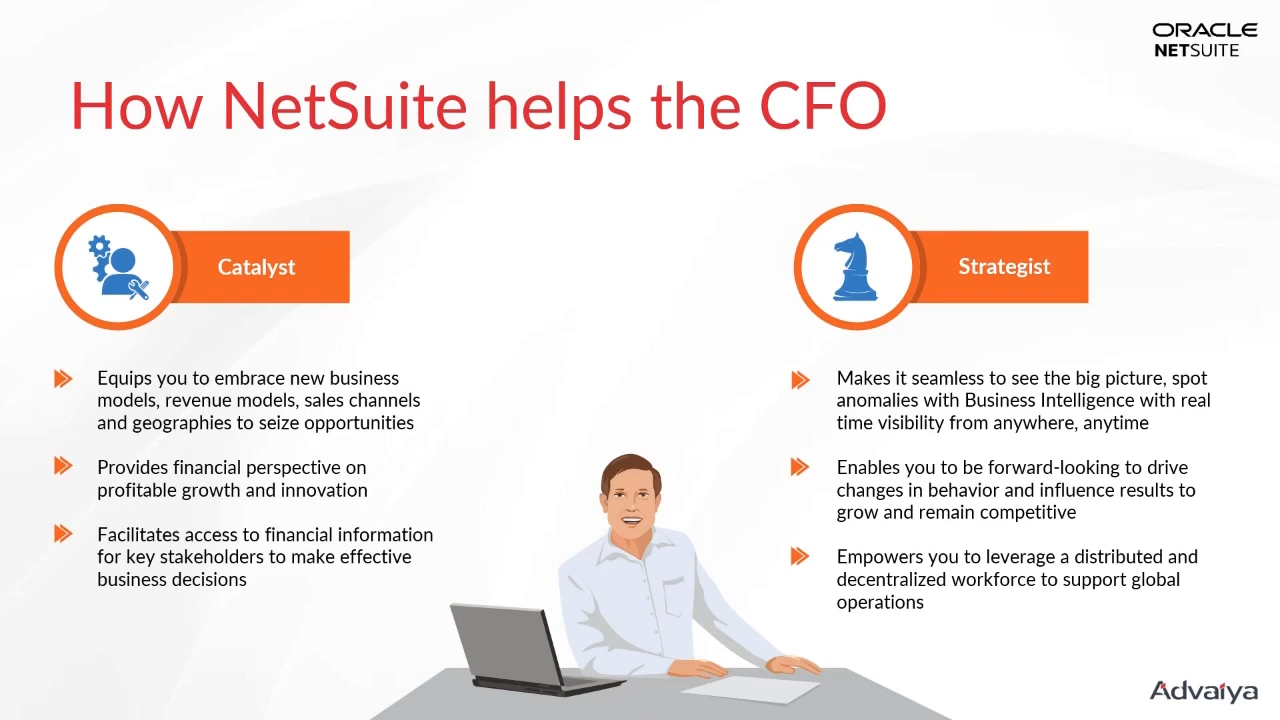 ORACLE
NETSUITE
How NetSuite helps the CFO
Catalyst
Equips you to embrace new business
models, revenue models, sales channels
and geographies to seize opportunities
Provides financial perspective on
profitable growth and innovation
Facilitates access to financial information
for key stakeholders to make effective
business decisions
Strategist
Makes it seamless to see the big picture, spot
anomalies with Business Intelligence with real
time visibility from anywhere, anytime
Enables you to be forward-looking to drive
changes in behavior and influence results to
grow and remain competitive
Empowers you to leverage a distributed and
decentralized workforce to support global
operations
Advaiya